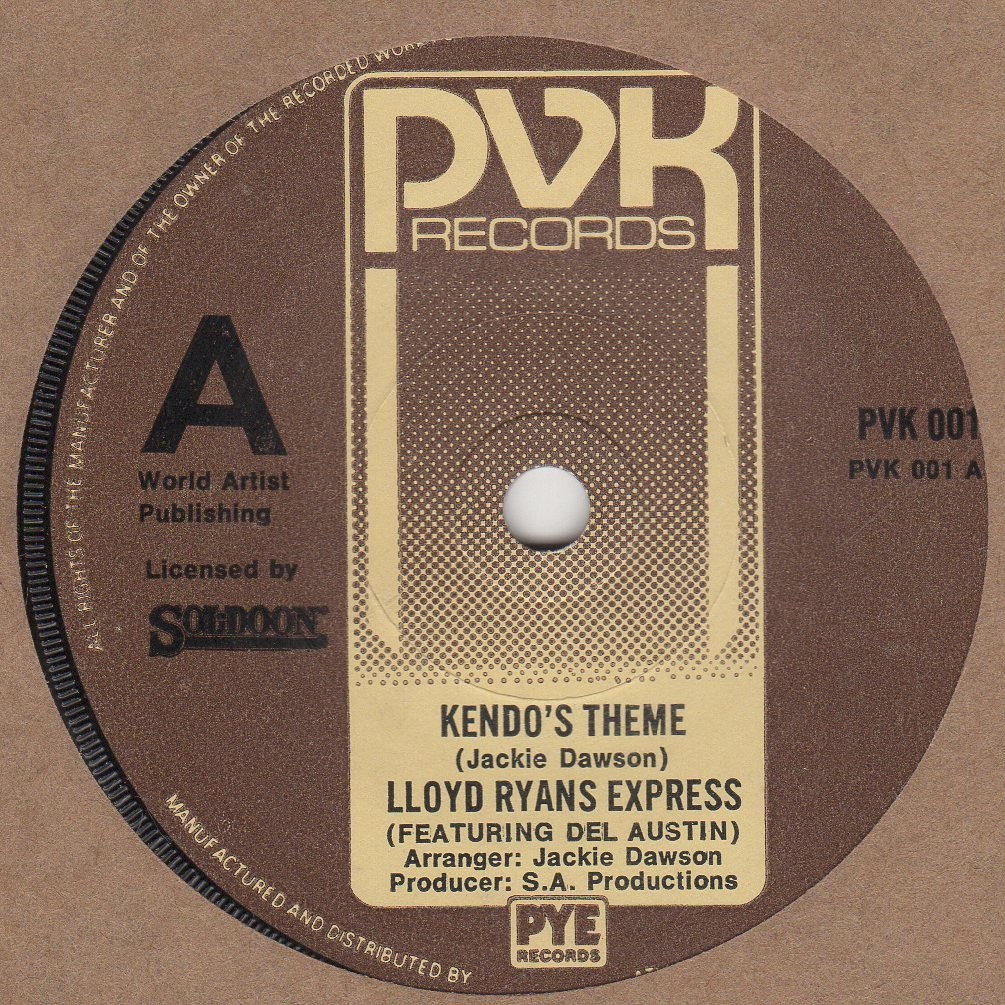 ALL RIGHTS OF THE MANUFACTURER AND OF THE OWNER OF THE RECORDED
PVK
RECORDS
A
PVK 001
PVK 001 A
World Artist
Publishing
Licensed by
SOLDOON
KENDO'S THEME
(Jackie Dawson)
LLOYD RYANS EXPRESS
(FEATURING DEL AUSTIN)
Arranger: Jackie Dawson
Producer: S.A. Productions
PYE
RECORDS
MANUFACTURED AND DISTRIBUTED BY